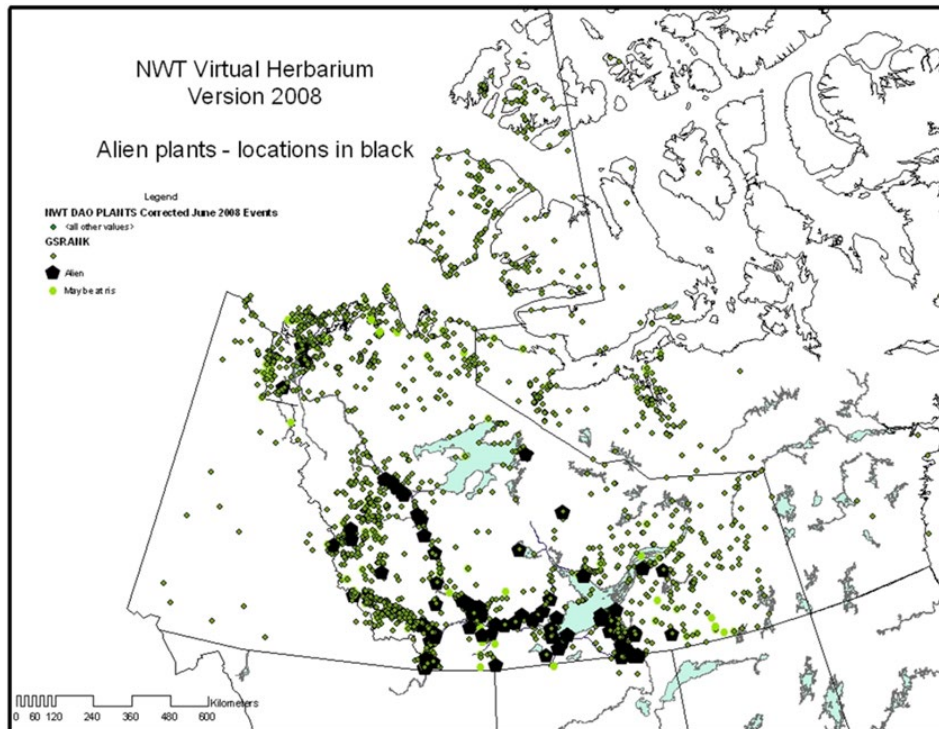 NWT Virtual Herbarium
Version 2008
Alien plants - locations in black
Legend
NWT DAO PLANTS Corrected June 2008 Events
<all other values>
GSRANK
Alien
May be at ris
Kilometers
0 60 120 240 360 480 600